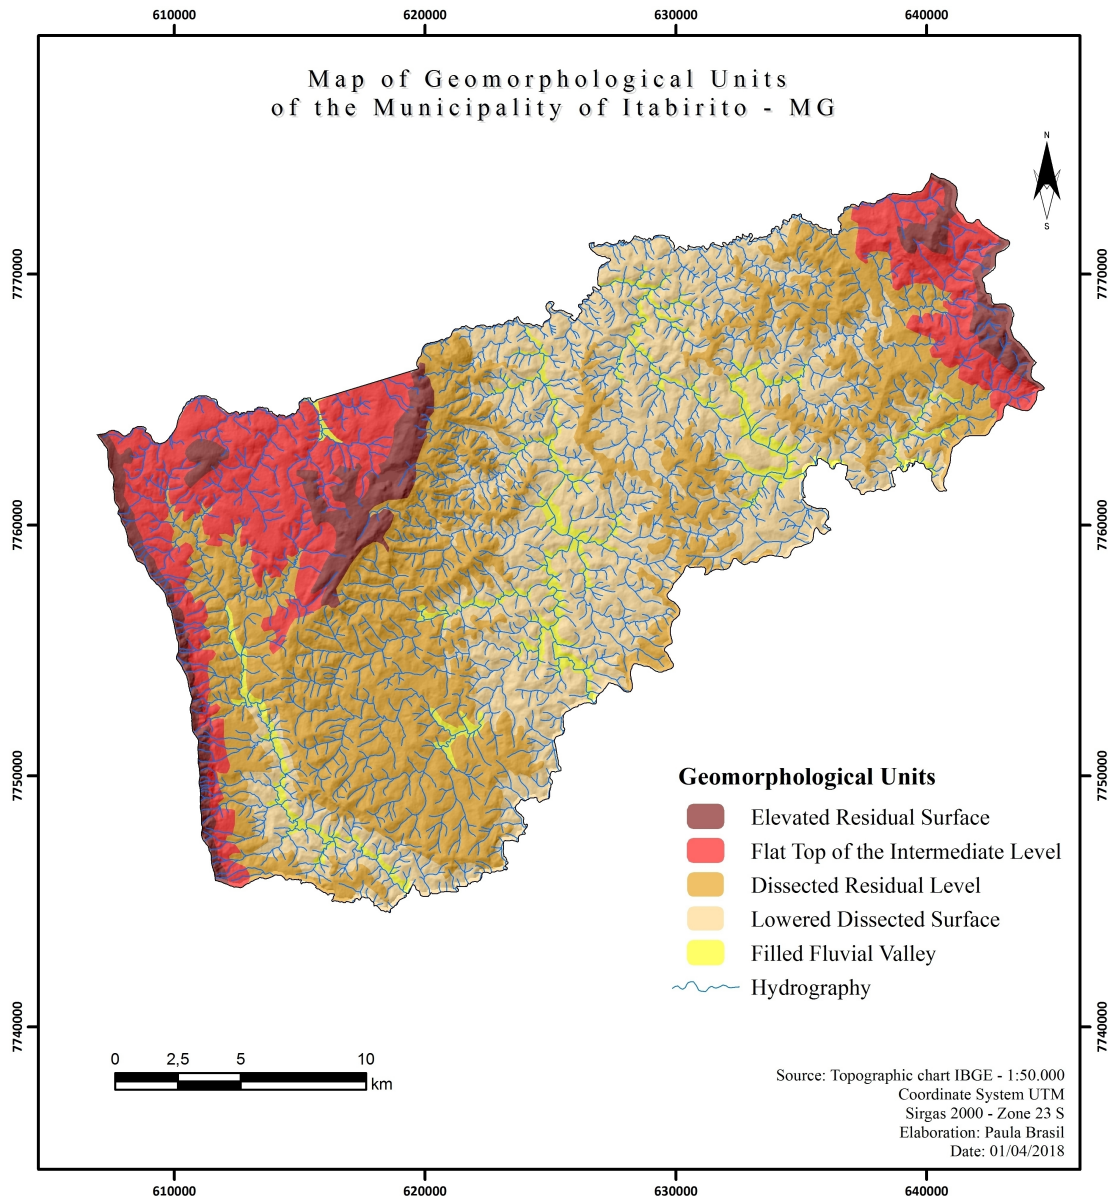 610000 620000 630000 640000
Map of Geomorphological Units
of the Municipality of Itabirito - MG
N
S
7770000 7770000
7760000 7760000
7750000 7750000
Geomorphological Units
Elevated Residual Surface
Flat Top of the Intermediate Level
Dissected Residual Level
Lowered Dissected Surface
Filled Fluvial Valley
Hydrography
7740000 7740000
0 2,5 5 10
km
Source: Topographic chart IBGE - 1:50.000
Coordinate System UTM
Sirgas 2000 - Zone 23 S
Elaboration: Paula Brasil
Date: 01/04/2018
610000 620000 630000 640000